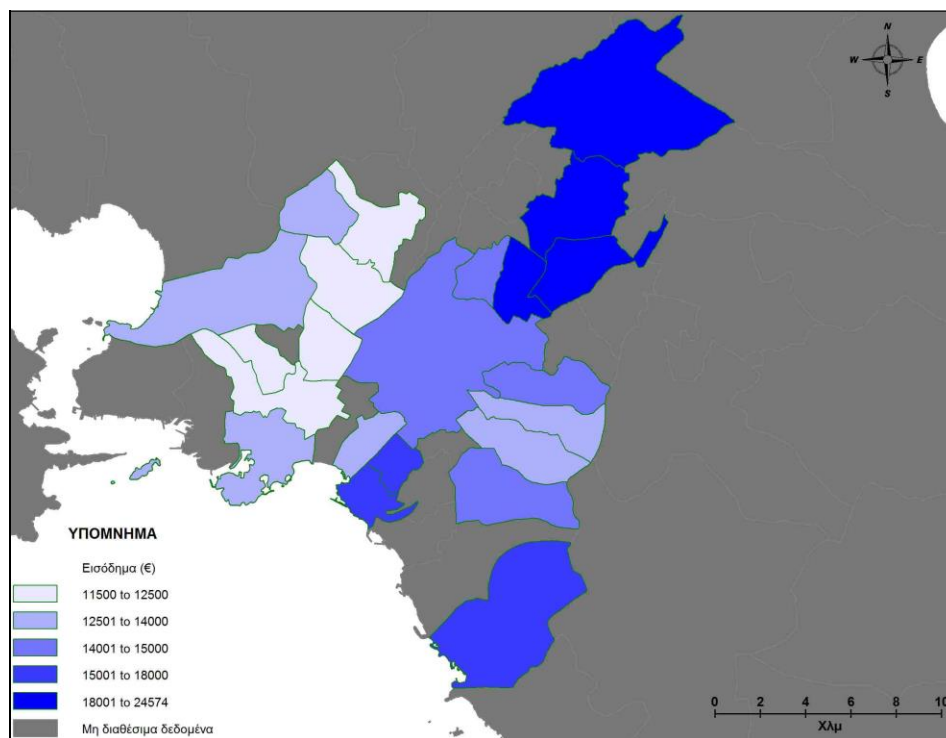 N
W E
S
ΥΠΟΜΝΗΜΑ
Εισόδημα (€)
11500 to 12500
12501 to 14000
14001 to 15000
15001 to 18000
18001 to 24574
Μη διαθέσιμα δεδομένα
0 2 4 6 8 10
Χλμ